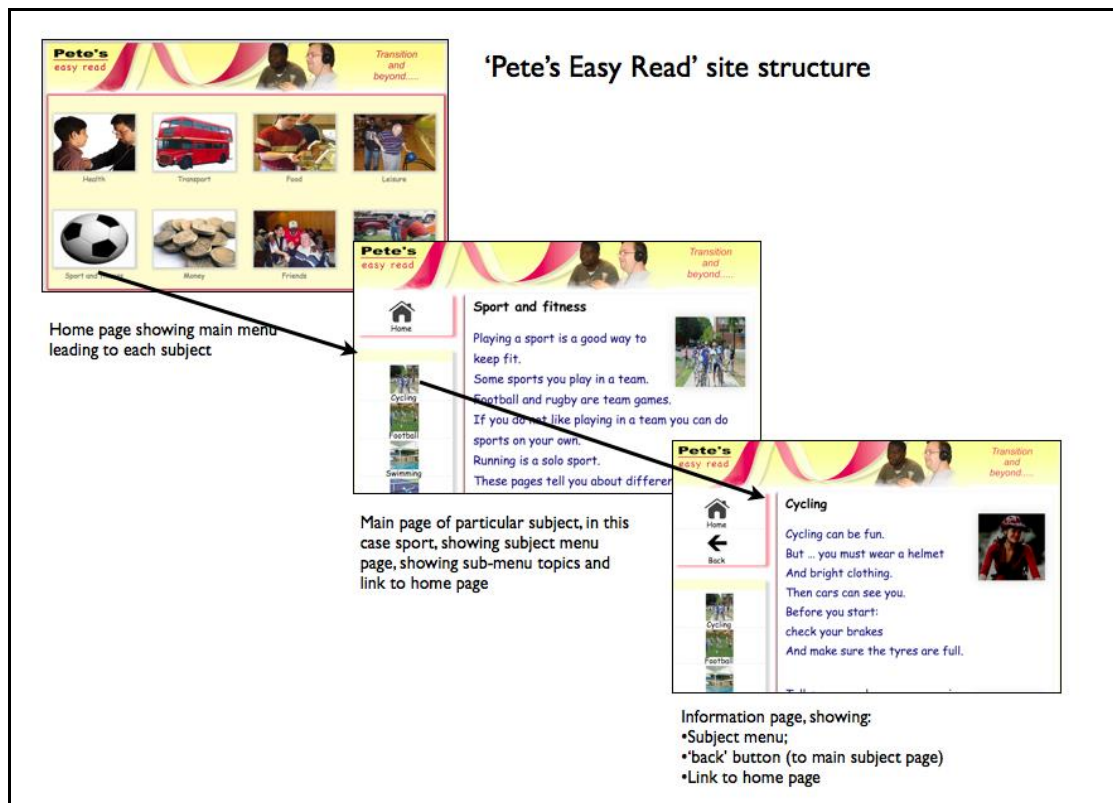 'Pete's Easy Read' site structure
Pete's
easy read
Transition
and
beyond.....
Health
Transport
Food
Leisure
Sport and fitness
Money
Friends
Home page showing main menu
leading to each subject
Pete's
easy read
Transition
and
beyond.....
Home
Cycling
Football
Swimming
Sport and fitness
Playing a sport is a good way to
keep fit.
Some sports you play in a team.
Football and rugby are team games.
If you do not like playing in a team you can do
sports on your own.
Running is a solo sport.
These pages tell you about
Main page of particular subject, in this
case sport, showing subject menu
page, showing sub-menu topics and
link to home page
Pete's
easy read
Transition
and
beyond.....
Home
Back
Cycling
Football
Cycling
Cycling can be fun.
But ... you must wear a helmet
And bright clothing.
Then cars can see you.
Before you start:
check your brakes
And make sure the tyres are full.
Information page, showing:
•Subject menu;
•'back' button (to main subject page)
•Link to home page